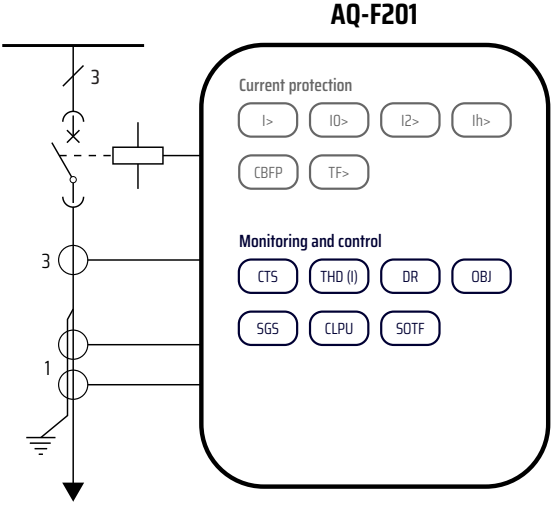 AQ-F201
3
Current protection
I> I0> I2> Ih>
CBFP TF>
Monitoring and control
3
CTS THD (I) DR OBJ
SGS CLPU SOTF
1